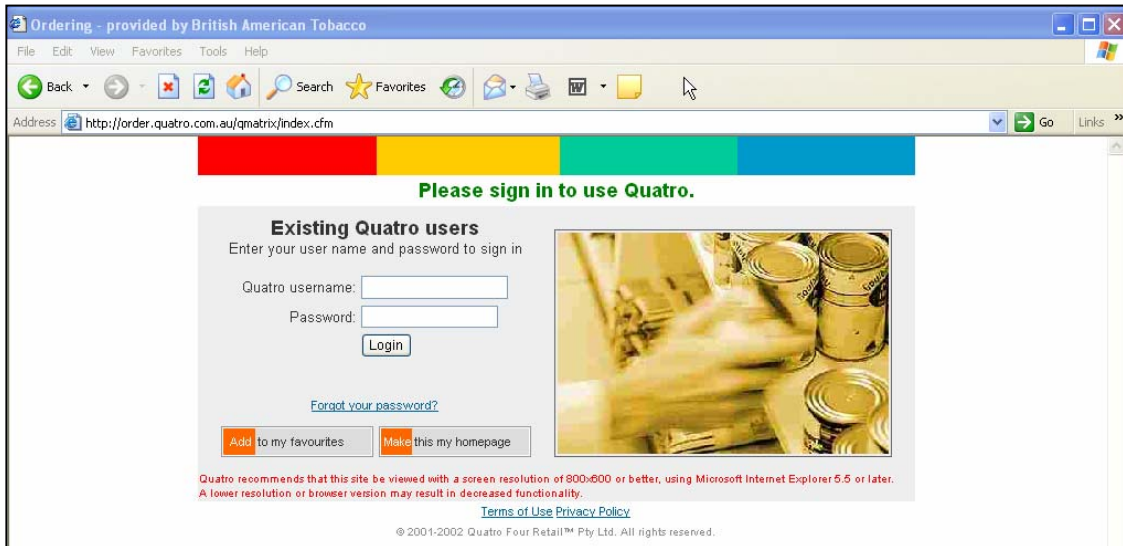 Ordering - provided by British American Tobacco
File Edit View Favorites Tools Help
Back Search Favorites
Address http://order.quatro.com.au/qmatrix/index.cfm Go Links »
Please sign in to use Quatro.
Existing Quatro users
Enter your user name and password to sign in
Quatro username:
Password:
Login
Forgot your password?
Add to my favourites Make this my homepage
Quatro recommends that this site be viewed with a screen resolution of 800x600 or better, using Microsoft Internet Explorer 5.5 or later.
A lower resolution or browser version may result in decreased functionality.
Terms of Use Privacy Policy
© 2001-2002 Quatro Four Retail™ Pty Ltd. All rights reserved.